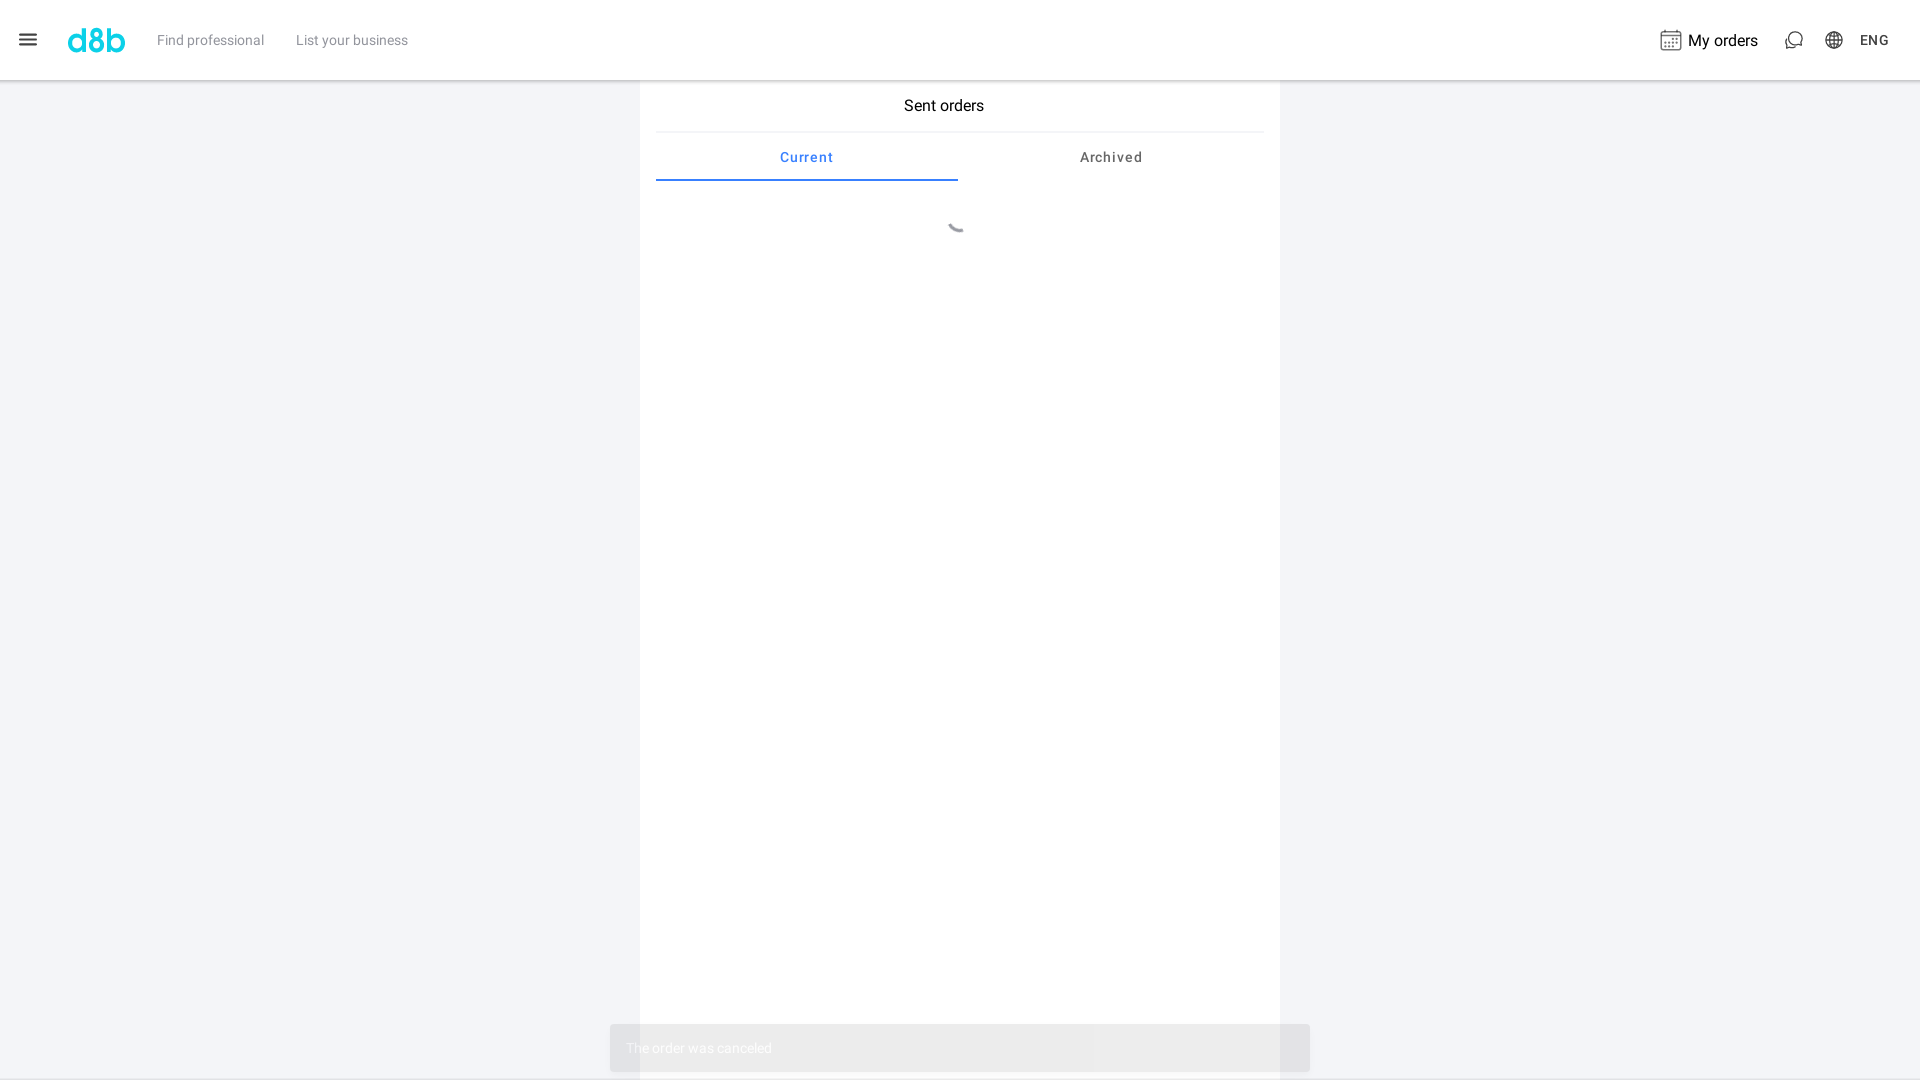 d8b
Find professional
List your business
My orders
ENG
Sent orders
Current
Archived
The order was canceled